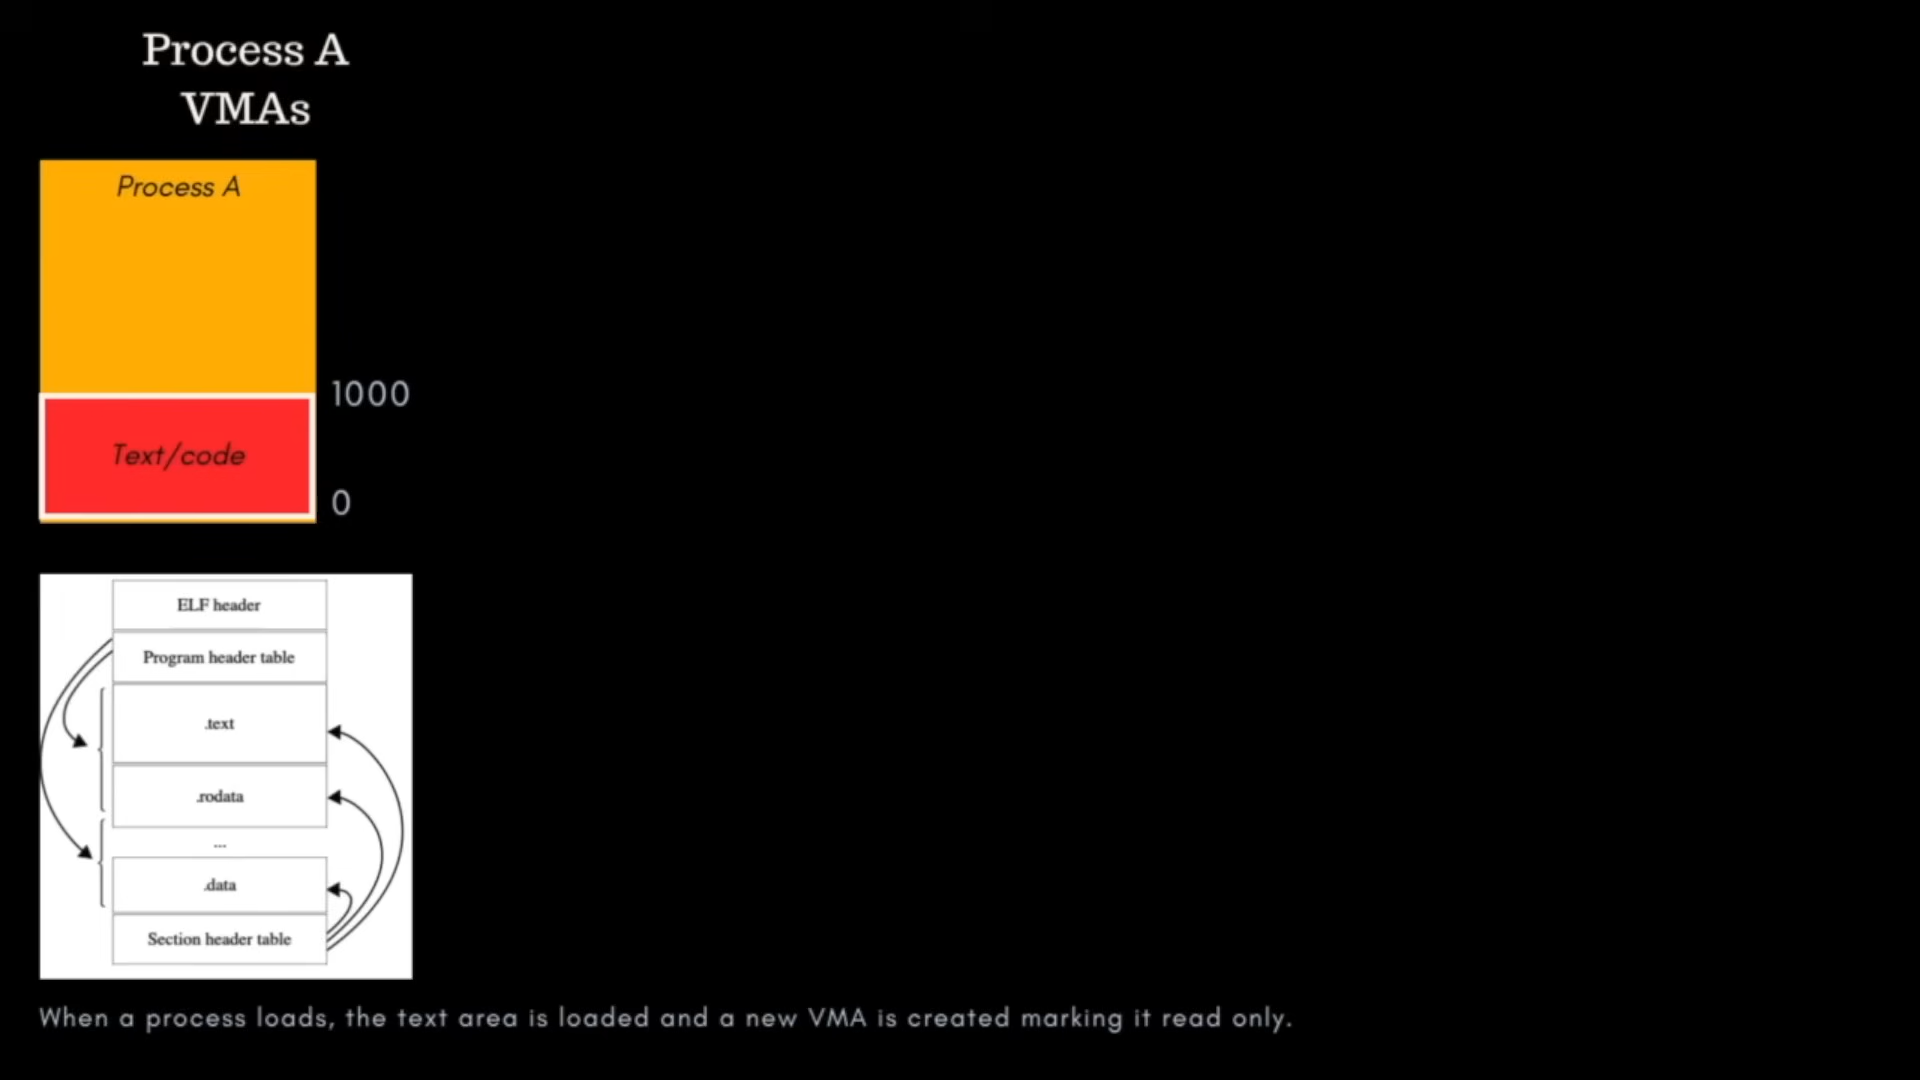 Process A
VMAs
Process A
1000
Text/code
0
ELF header
Program header table
.text
.rodata
...
.data
Section header table
When a process loads, the text area is loaded and a new VMA is created marking it read only.